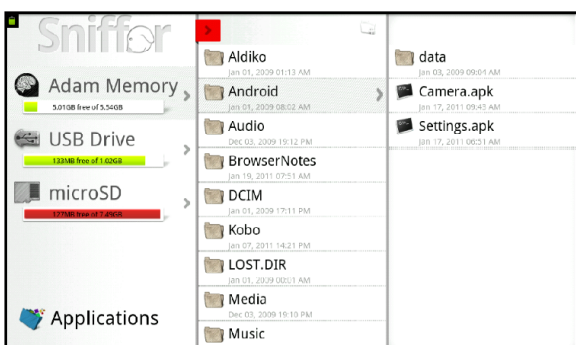 Sniffer
Adam Memory
5.01GB free of 5.54GB
USB Drive
133MB free of 1.02GB
microSD
177MB free of 7.49GB
Applications
Aldiko
Jan 01, 2009 01:13 AM
Android
Jan 01, 2009 08:02 AM
Audio
Dec 03, 2009 19:12 PM
BrowserNotes
Jan 19, 2011 07:51 AM
DCIM
Jan 01, 2009 17:11 PM
Kobo
Jan 07, 2011 14:21 PM
LOST.DIR
Jan 01, 2009 00:01 AM
Media
Dec 03, 2009 19:10 PM
Music
data
Jan 03, 2009 09:04 AM
Camera.apk
Jan 17, 2011 09:43 AM
Settings.apk
Jan 17, 2011 06:51 AM